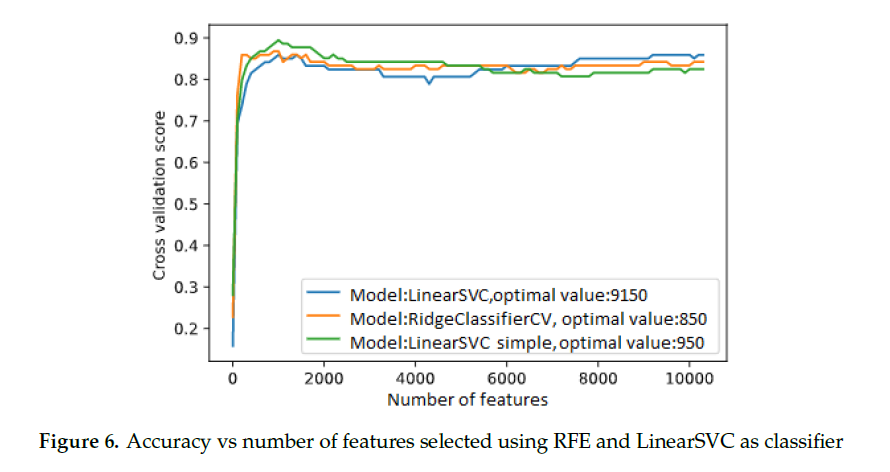 0.9
0.8
0.7
0.6
0.5
0.4
0.3
0.2
Cross validation score
Model:LinearSVC,optimal value:9150
Model:RidgeClassifierCV, optimal value:850
Model:LinearSVC simple,optimal value:950
0 2000 4000 6000 8000 10000
Number of features
Figure 6. Accuracy vs number of features selected using RFE and LinearSVC as classifier